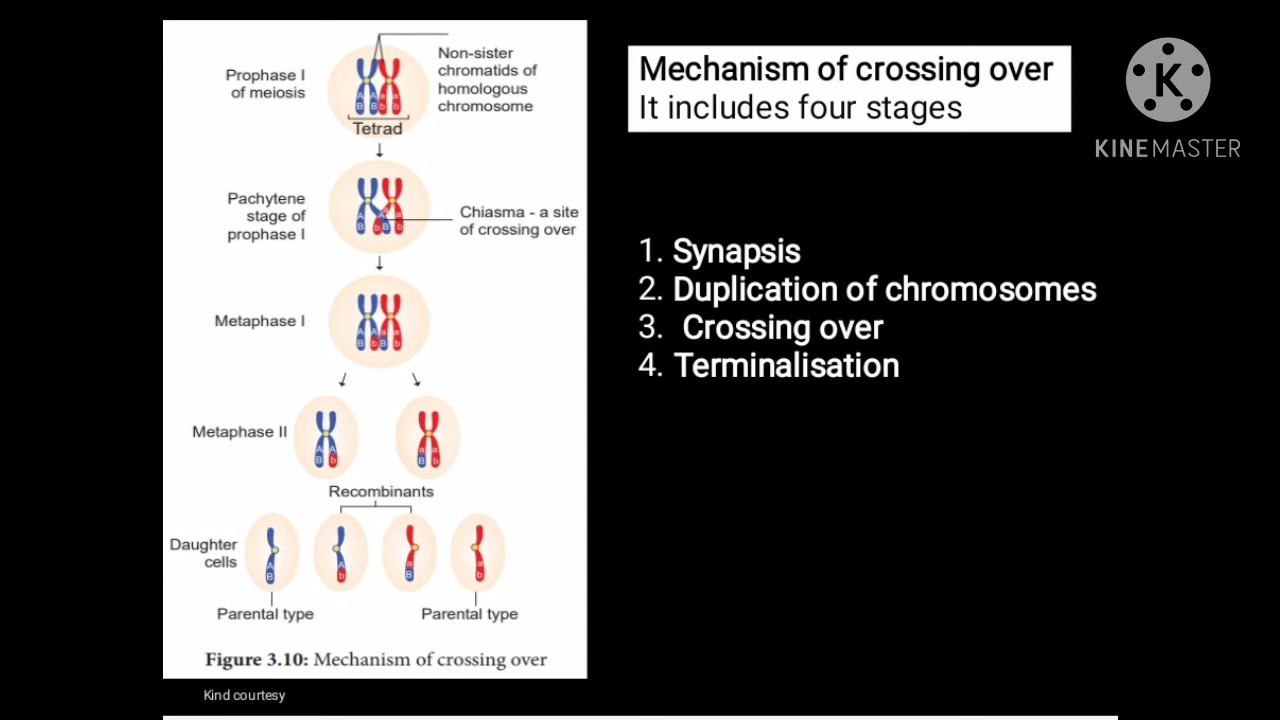 Prophase I
of meiosis
Non-sister
chromatids of
homologous
chromosome
A A a a
B B b b
Tetrad
Pachytene
stage of
prophase I
A A a a
B b B b
Chiasma - a site
of crossing over
Metaphase I
A A a a
B b B b
Metaphase II
A A
B b
a a
B b
Recombinants
Daughter
cells
A
B
A
b
a
B
a
b
Parental type
Parental type
Figure 3.10: Mechanism of crossing over
Kind courtesy
Mechanism of crossing over
It includes four stages
1. Synapsis
2. Duplication of chromosomes
3. Crossing over
4. Terminalisation
K
KINEMASTER